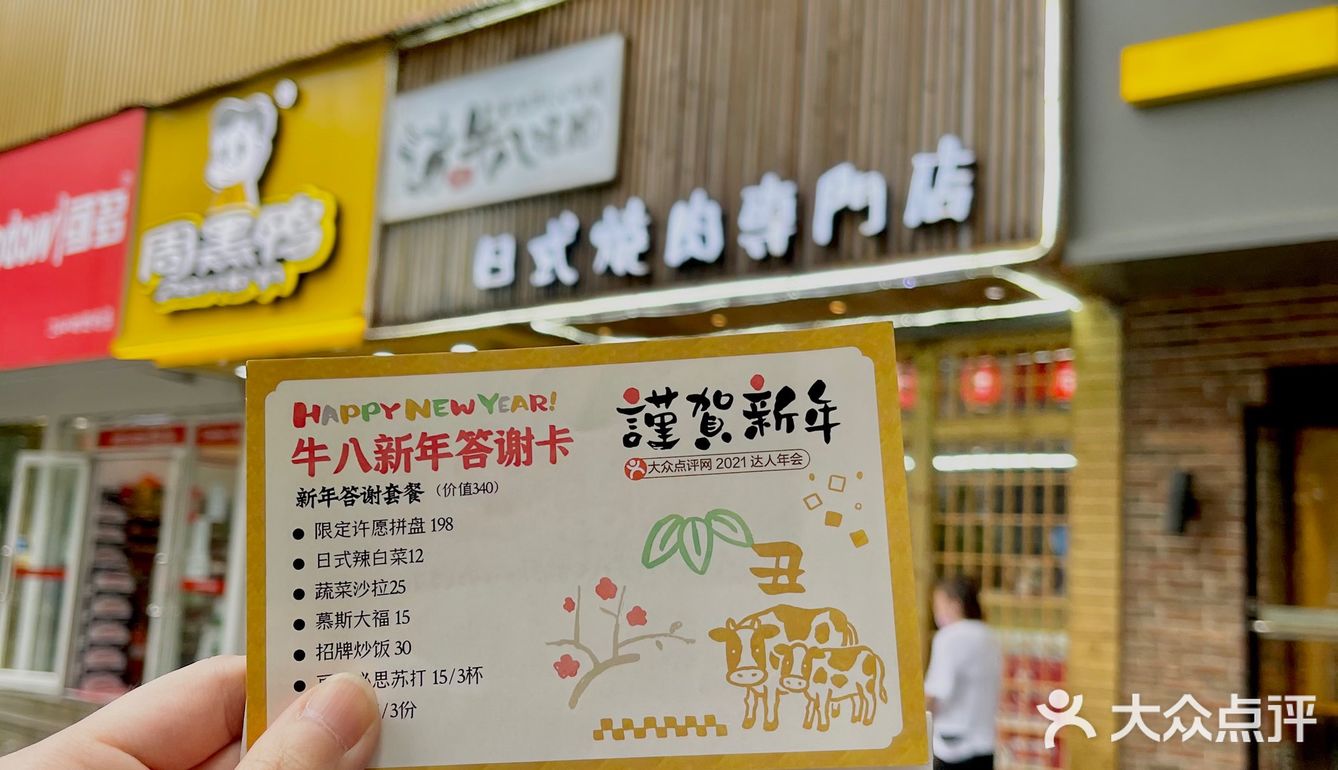 周黑鸭
日式燒肉專門店
HAPPY NEW YEAR!
牛八新年答谢卡
謹賀新年
大众点评网 2021 达人年会
新年答谢套餐（价值340）
限定许愿拼盘 198
日式辣白菜12
蔬菜沙拉25
慕斯大福 15
招牌炒饭 30
思苏打 15/3杯
/3份
丑
大众点评